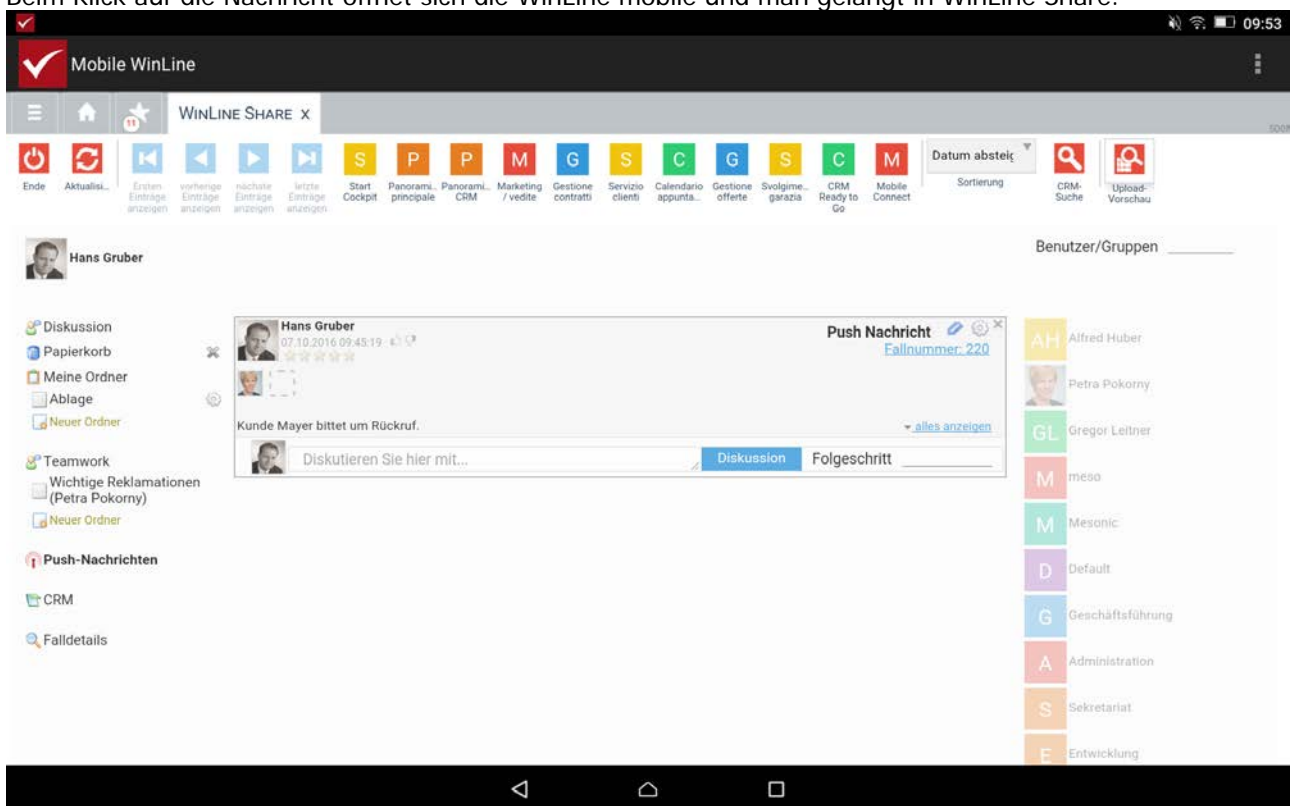 Beim Klick auf die Nachricht öffnet sich die WinLine mobile und man gelangt in WinLine Share.
09:53
Mobile WinLine
11
WINLINE SHARE X
S P P M G S C G S C M
Datum absteig
Ende
Aktualisi...
Ersten Einträge anzeigen
vorherige Einträge anzeigen
nächste Einträge anzeigen
letzte Einträge anzeigen
Start Cockpit
Panorami... principale
Panorami... CRM
Marketing / vedite
Gestione contratti
Servizio clienti
Calendario appunta...
Gestione offerte
Svolgime... garazia
CRM Ready to Go
Mobile Connect
Sortierung
CRM-Suche
Upload-Vorschau
Hans Gruber
Benutzer/Gruppen
Diskussion
Papierkorb
Meine Ordner
Ablage
Neuer Ordner
Teamwork
Wichtige Reklamationen
(Petra Pokorny)
Neuer Ordner
Push-Nachrichten
CRM
Falldetails
Hans Gruber
07.10.2016 09:45:19
Push Nachricht
Fallnummer: 220
Kunde Mayer bittet um Rückruf.
alles anzeigen
Diskutieren Sie hier mit...
Diskussion
Folgeschritt
AH Alfred Huber
Petra Pokorny
GL Gregor Leitner
M meso
M Mesonic
D Default
G Geschäftsführung
A Administration
S Sekretariat
E Entwicklung